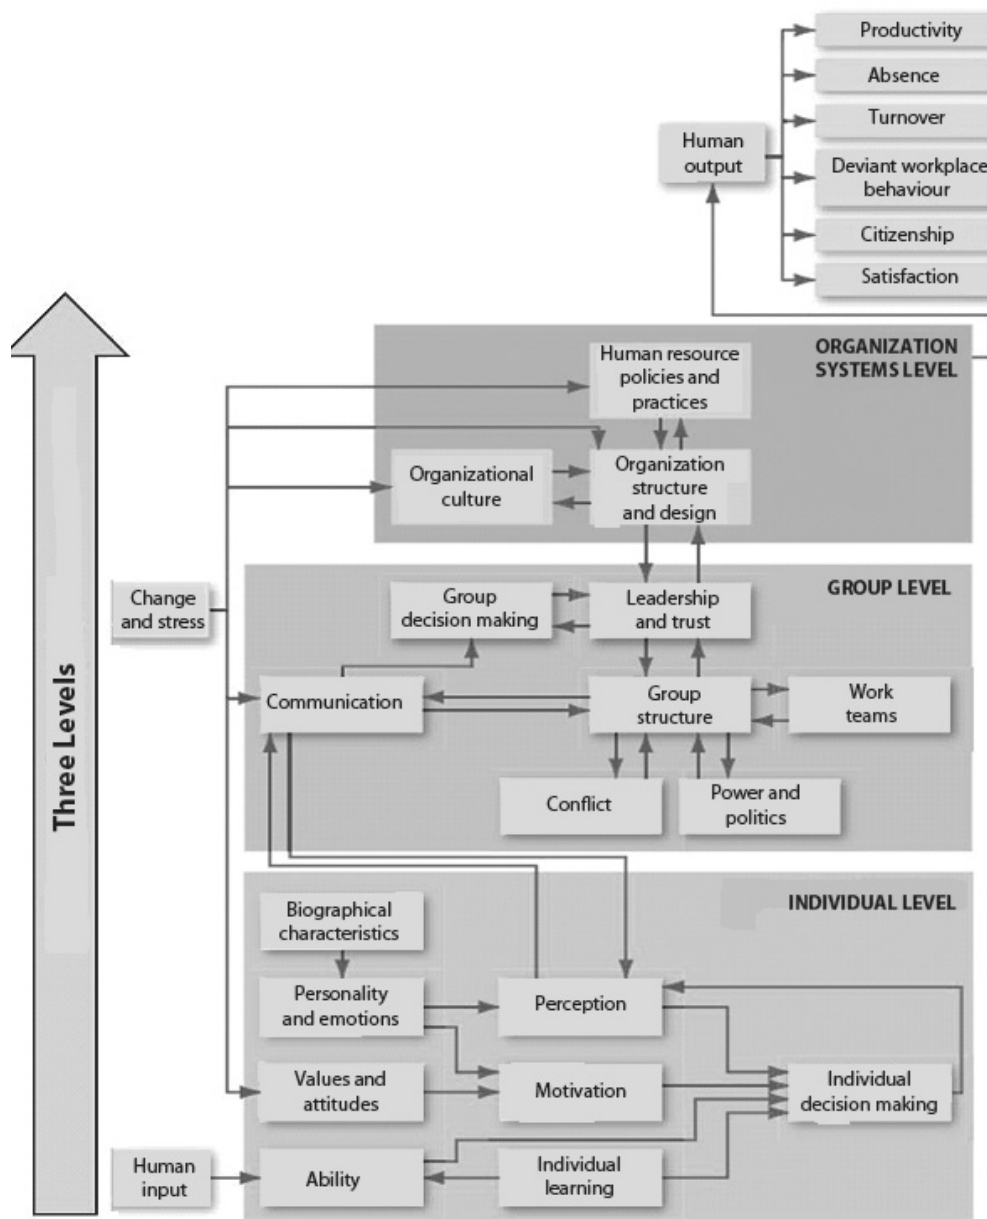 Productivity
Absence
Turnover
Human
output
Deviant workplace
behaviour
Citizenship
Satisfaction
ORGANIZATION
SYSTEMS LEVEL
Human resource
policies and
practices
Organizational
culture
Organization
structure
and design
Three Levels
Change
and stress
GROUP LEVEL
Group
decision making
Leadership
and trust
Communication
Group
structure
Work
teams
Conflict
Power and
politics
INDIVIDUAL LEVEL
Biographical
characteristics
Personality
and emotions
Perception
Values and
attitudes
Motivation
Individual
decision making
Human
input
Ability
Individual
learning